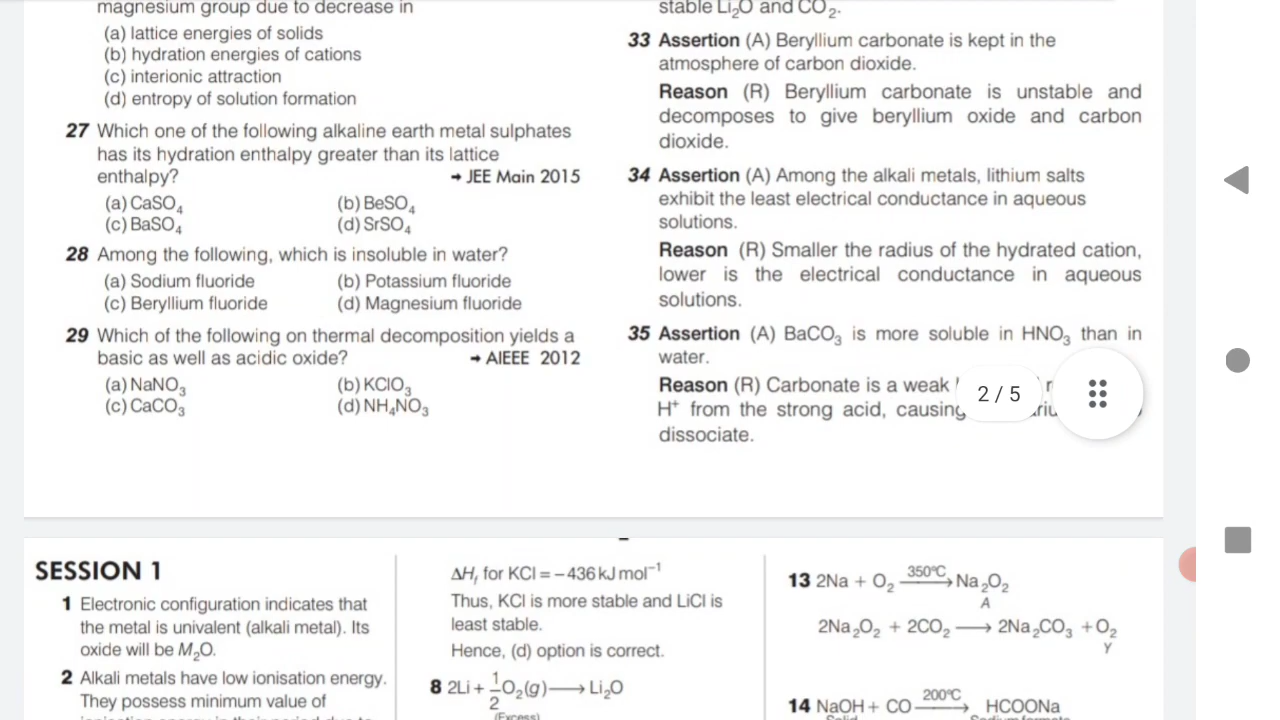 magnesium group due to decrease in
(a) lattice energies of solids
(b) hydration energies of cations
(c) interionic attraction
(d) entropy of solution formation
27 Which one of the following alkaline earth metal sulphates
has its hydration enthalpy greater than its lattice
enthalpy? → JEE Main 2015
(a) CaSO₄ (b) BeSO₄
(c) BaSO₄ (d) SrSO₄
28 Among the following, which is insoluble in water?
(a) Sodium fluoride (b) Potassium fluoride
(c) Beryllium fluoride (d) Magnesium fluoride
29 Which of the following on thermal decomposition yields a
basic as well as acidic oxide? → AIEEE 2012
(a) NaNO₃ (b) KClO₃
(c) CaCO₃ (d) NH₄NO₃
stable Li₂O and CO₂.
33 Assertion (A) Beryllium carbonate is kept in the
atmosphere of carbon dioxide.
Reason (R) Beryllium carbonate is unstable and
decomposes to give beryllium oxide and carbon
dioxide.
34 Assertion (A) Among the alkali metals, lithium salts
exhibit the least electrical conductance in aqueous
solutions.
Reason (R) Smaller the radius of the hydrated cation,
lower is the electrical conductance in aqueous
solutions.
35 Assertion (A) BaCO₃ is more soluble in HNO₃ than in
water.
Reason (R) Carbonate is a weak
H⁺ from the strong acid, causing
dissociate.
2 / 5
SESSION 1
1 Electronic configuration indicates that
the metal is univalent (alkali metal). Its
oxide will be M₂O.
2 Alkali metals have low ionisation energy.
They possess minimum value of
ΔH_f for KCl = −436 kJ mol⁻¹
Thus, KCl is more stable and LiCl is
least stable.
Hence, (d) option is correct.
8 2Li + 1/2 O₂(g) ⟶ Li₂O
(Excess)
13 2Na + O₂ —350°C→ Na₂O₂
A
2Na₂O₂ + 2CO₂ ⟶ 2Na₂CO₃ + O₂
Y
14 NaOH + CO —200°C→ HCOONa
Solid Sodium formate